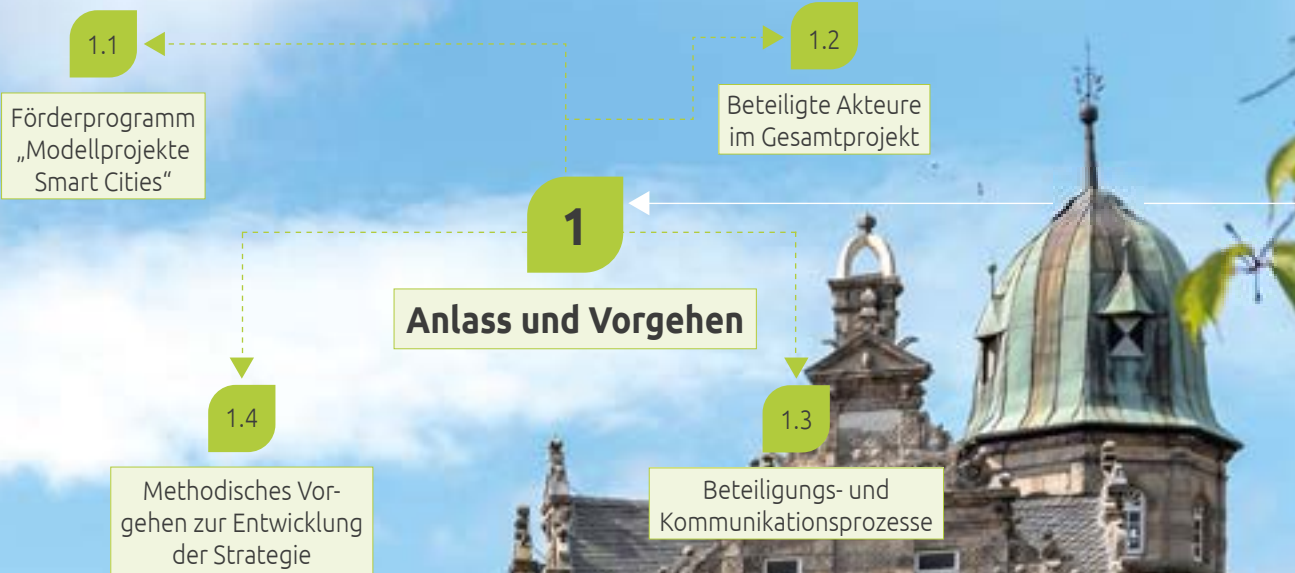 1.1
Förderprogramm
„Modellprojekte
Smart Cities“
1.2
Beteiligte Akteure
im Gesamtprojekt
1
Anlass und Vorgehen
1.4
Methodisches Vor-
gehen zur Entwicklung
der Strategie
1.3
Beteiligungs- und
Kommunikationsprozesse